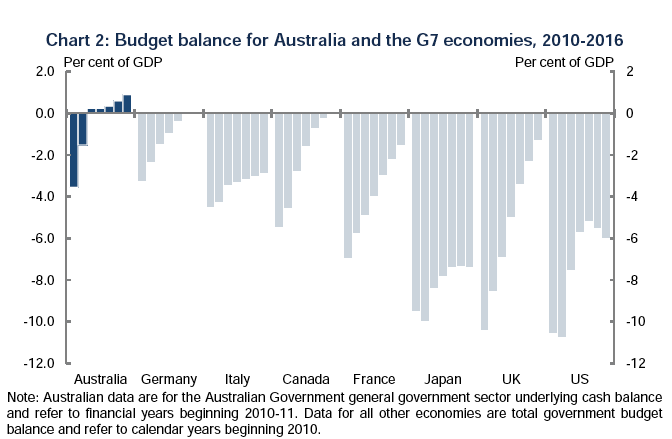 Chart 2: Budget balance for Australia and the G7 economies, 2010-2016
Per cent of GDP Per cent of GDP
2.0 2
0.0 0
-2.0 -2
-4.0 -4
-6.0 -6
-8.0 -8
-10.0 -10
-12.0 -12
Australia Germany Italy Canada France Japan UK US
Note: Australian data are for the Australian Government general government sector underlying cash balance
and refer to financial years beginning 2010-11. Data for all other economies are total government budget
balance and refer to calendar years beginning 2010.